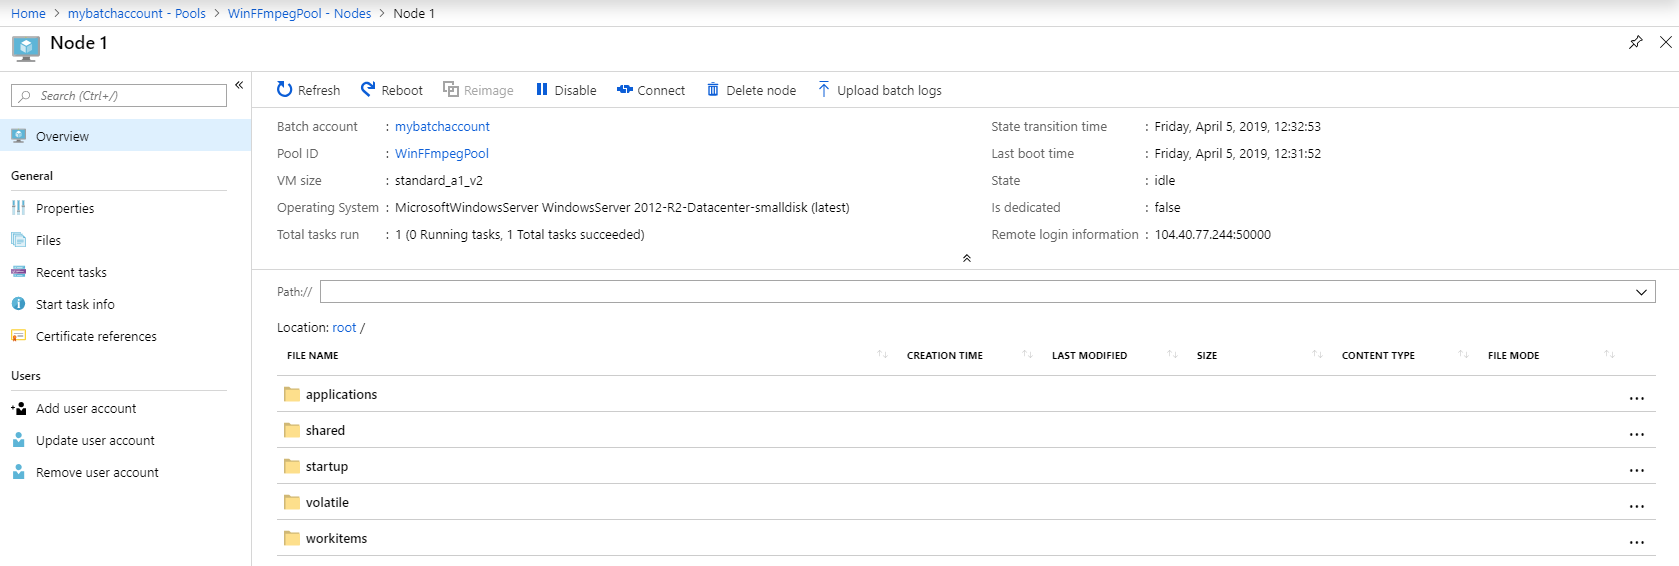 Home > mybatchaccount - Pools > WinFFmpegPool - Nodes > Node 1
Node 1
Search (Ctrl+/)
«
Overview
General
Properties
Files
Recent tasks
Start task info
Certificate references
Users
Add user account
Update user account
Remove user account
Refresh Reboot Reimage Disable Connect Delete node Upload batch logs
Batch account : mybatchaccount
Pool ID : WinFFmpegPool
VM size : standard_a1_v2
Operating System : MicrosoftWindowsServer WindowsServer 2012-R2-Datacenter-smalldisk (latest)
Total tasks run : 1 (0 Running tasks, 1 Total tasks succeeded)
State transition time : Friday, April 5, 2019, 12:32:53
Last boot time : Friday, April 5, 2019, 12:31:52
State : idle
Is dedicated : false
Remote login information : 104.40.77.244:50000
Path://
Location: root /
FILE NAME CREATION TIME LAST MODIFIED SIZE CONTENT TYPE FILE MODE
applications ...
shared ...
startup ...
volatile ...
workitems ...